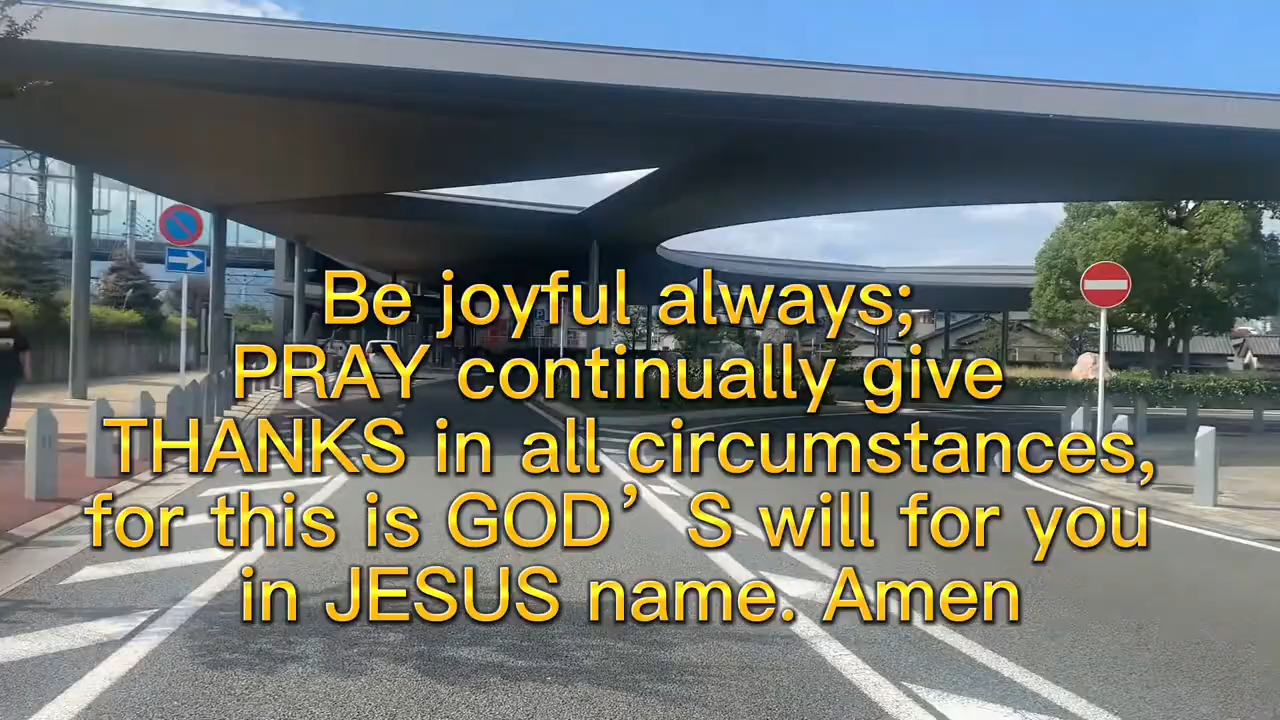 Be joyful always;
PRAY continually give
THANKS in all circumstances,
for this is GOD’S will for you
in JESUS name. Amen